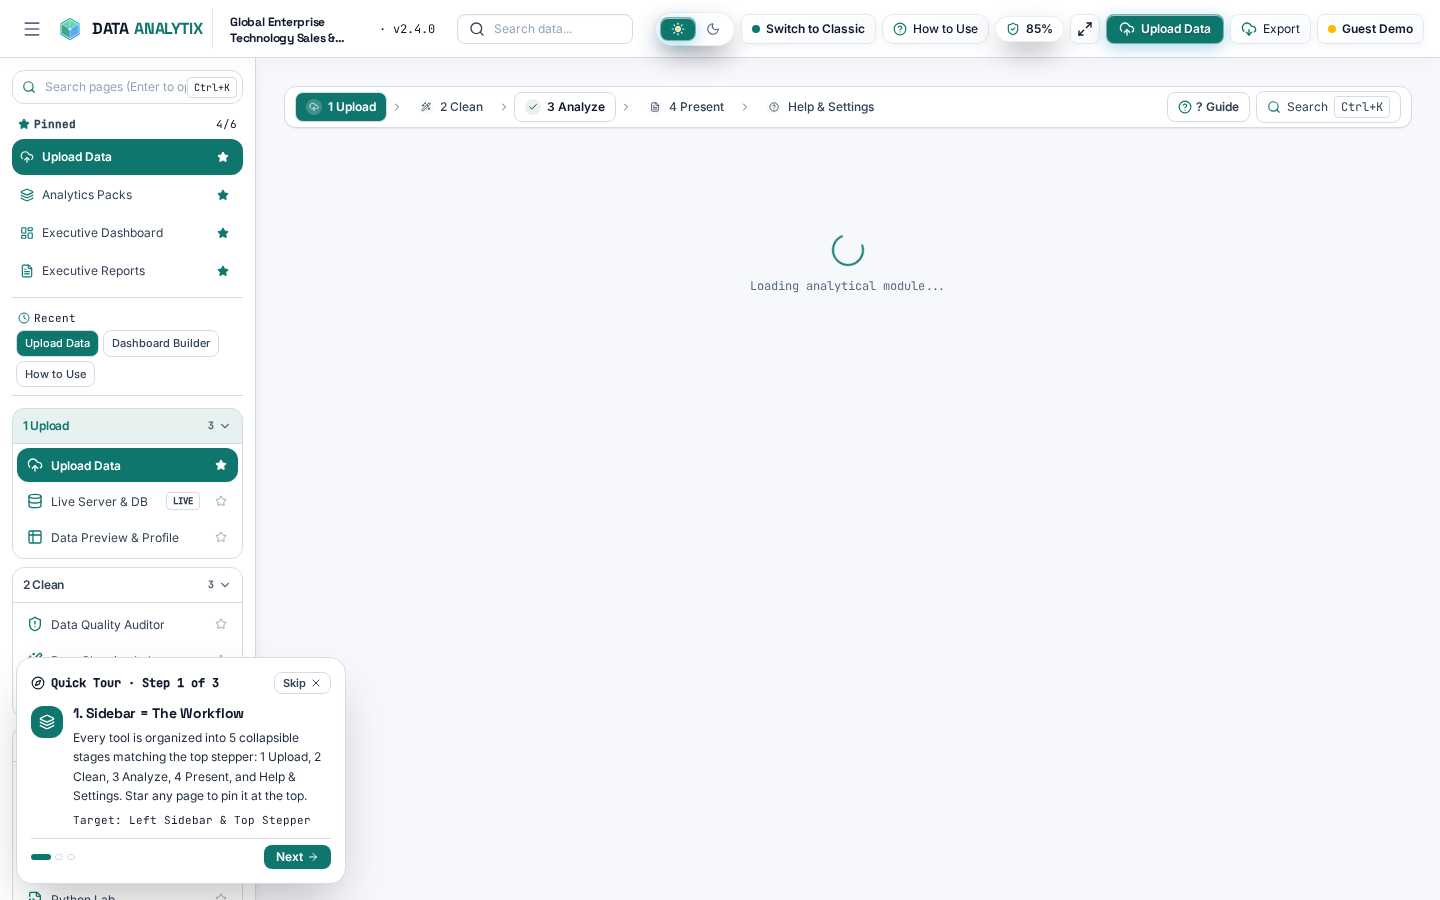 DATA ANALYTIX
Global Enterprise
Technology Sales &...
· v2.4.0
Search data...
Switch to Classic
How to Use
85%
Upload Data
Export
Guest Demo
Search pages (Enter to op
Ctrl+K
Pinned
4/6
Upload Data
Analytics Packs
Executive Dashboard
Executive Reports
Recent
Upload Data
Dashboard Builder
How to Use
1 Upload
3
Upload Data
Live Server & DB
LIVE
Data Preview & Profile
2 Clean
3
Data Quality Auditor
1 Upload
2 Clean
3 Analyze
4 Present
Help & Settings
? Guide
Search
Ctrl+K
Loading analytical module...
Quick Tour · Step 1 of 3
Skip
1. Sidebar = The Workflow
Every tool is organized into 5 collapsible
stages matching the top stepper: 1 Upload, 2
Clean, 3 Analyze, 4 Present, and Help &
Settings. Star any page to pin it at the top.
Target: Left Sidebar & Top Stepper
Next
Python Lab